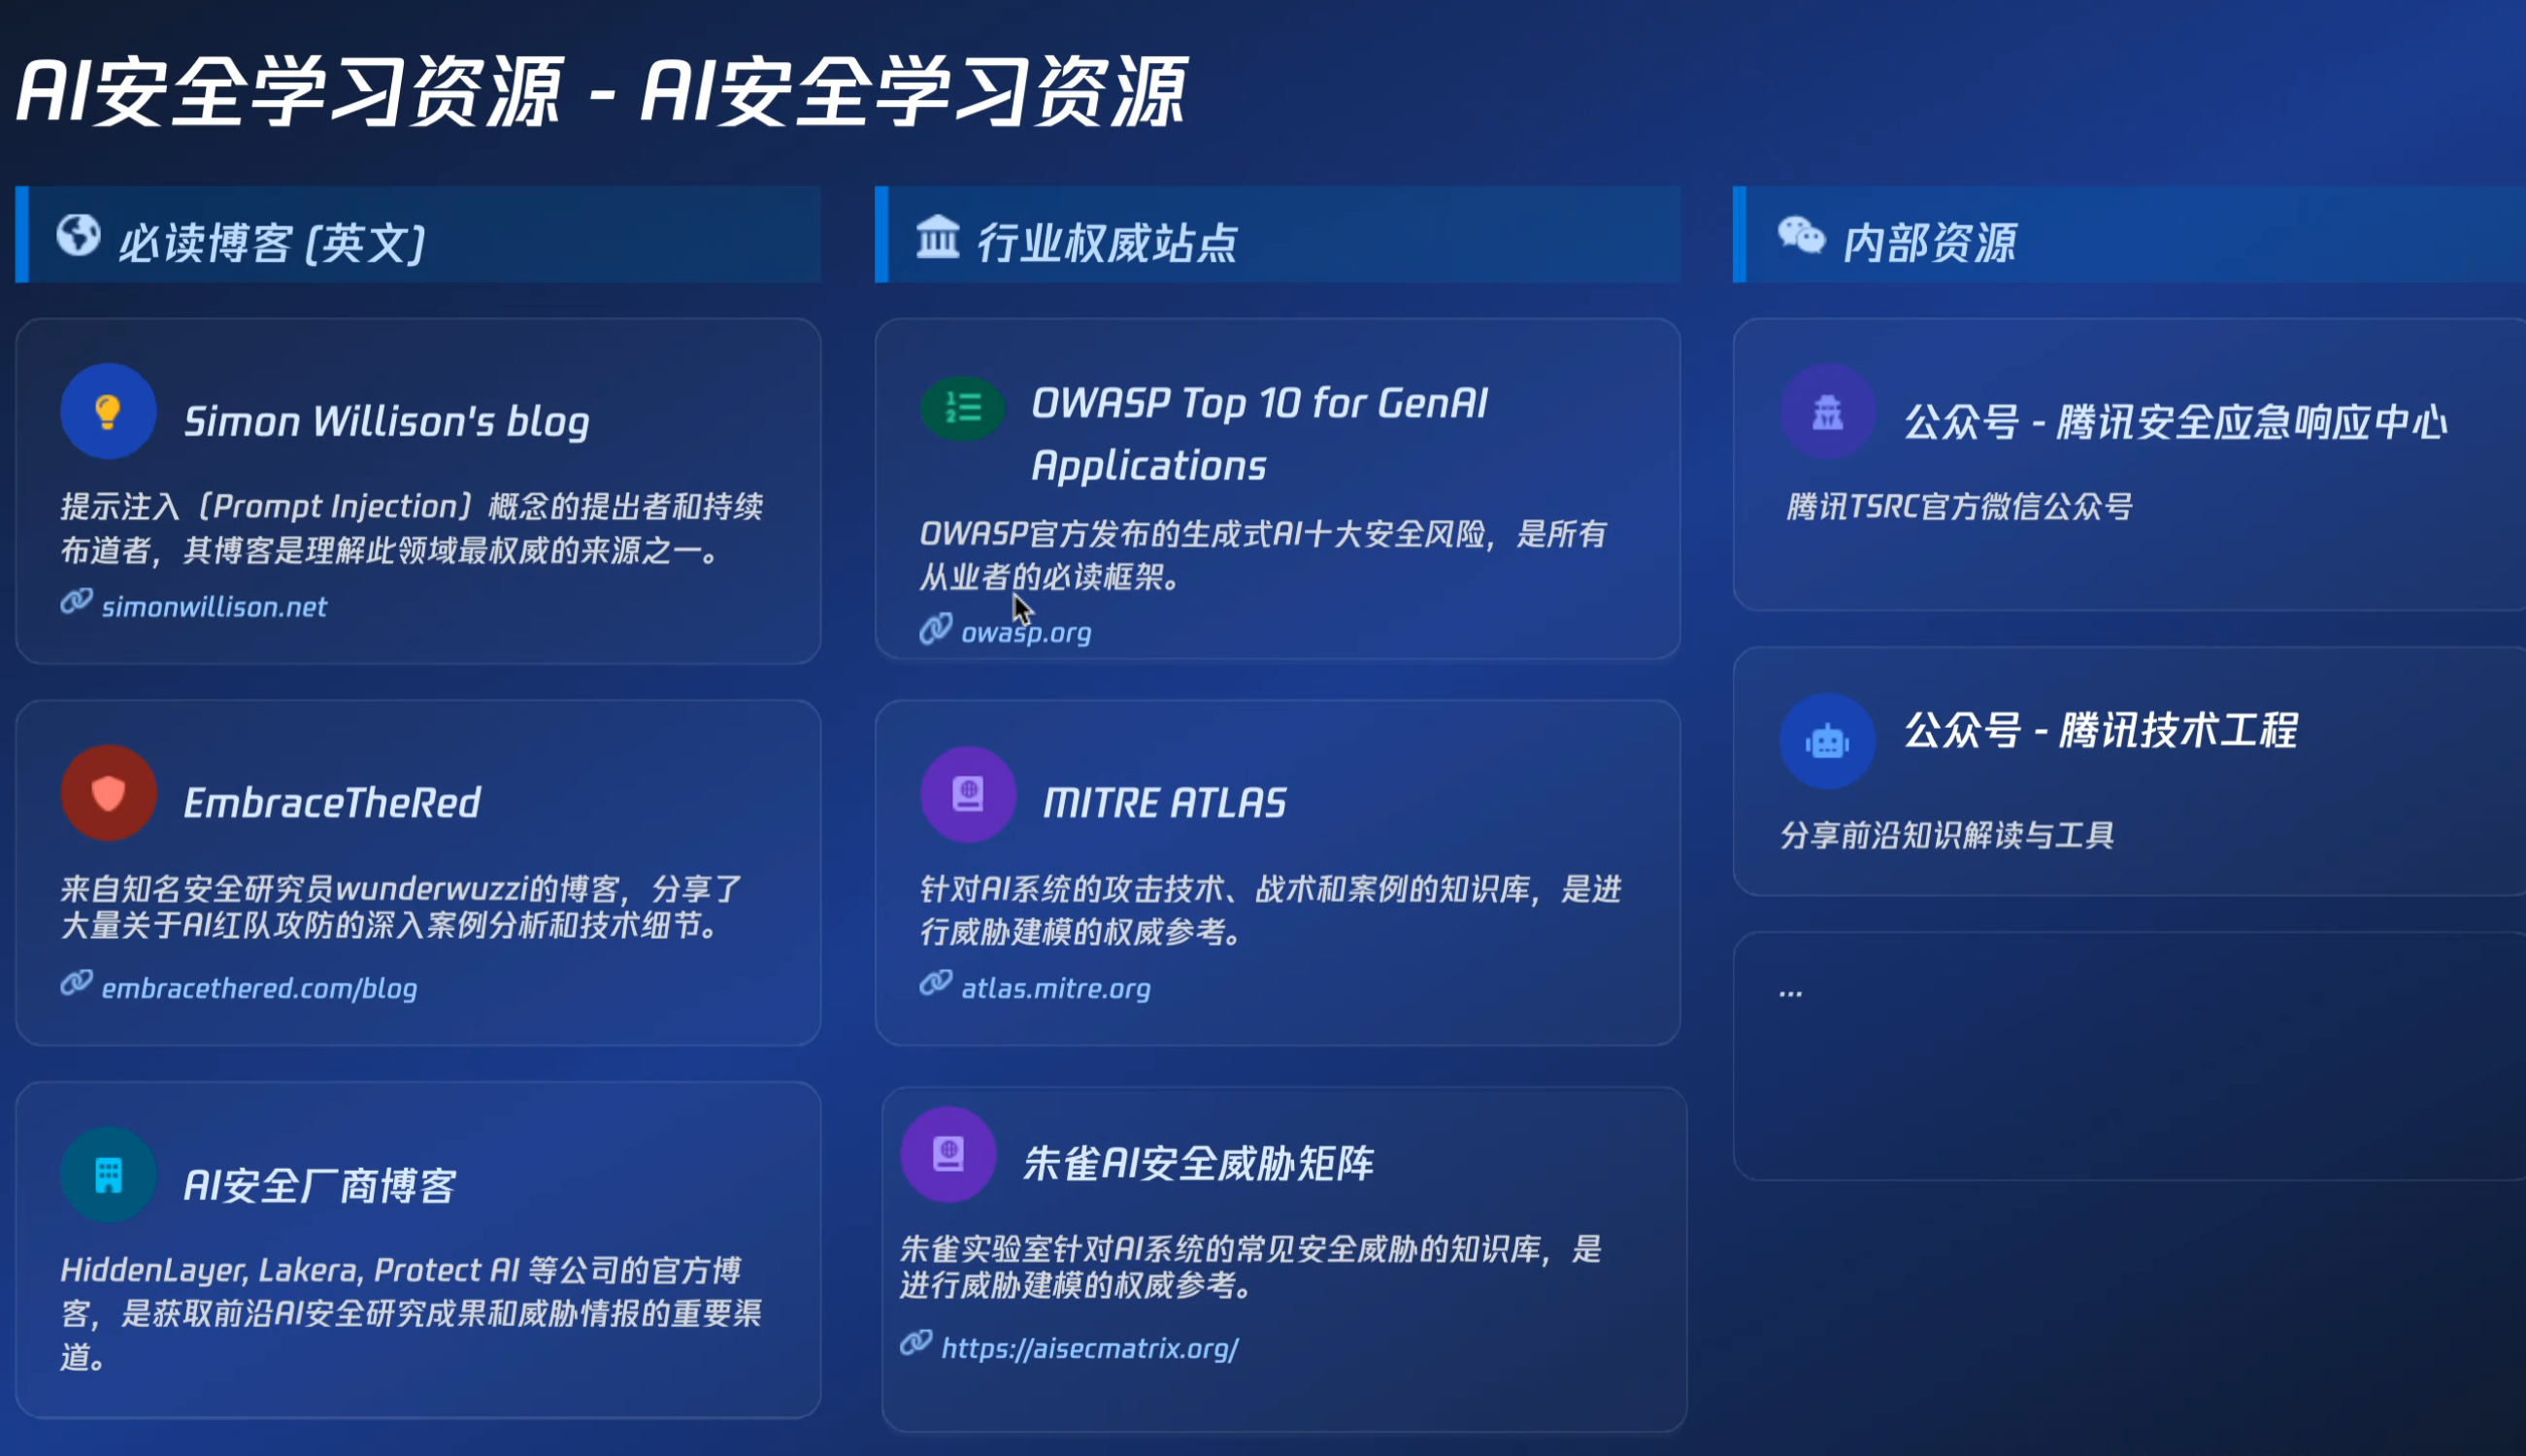 AI安全学习资源 - AI安全学习资源
必读博客 (英文)
Simon Willison's blog
提示注入（Prompt Injection）概念的提出者和持续
布道者，其博客是理解此领域最权威的来源之一。
simonwillison.net
EmbraceTheRed
来自知名安全研究员wunderwuzzi的博客，分享了
大量关于AI红队攻防的深入案例分析和技术细节。
embracethered.com/blog
AI安全厂商博客
HiddenLayer, Lakera, Protect AI 等公司的官方博
客，是获取前沿AI安全研究成果和威胁情报的重要渠
道。
行业权威站点
OWASP Top 10 for GenAI
Applications
OWASP官方发布的生成式AI十大安全风险，是所有
从业者的必读框架。
owasp.org
MITRE ATLAS
针对AI系统的攻击技术、战术和案例的知识库，是进
行威胁建模的权威参考。
atlas.mitre.org
朱雀AI安全威胁矩阵
朱雀实验室针对AI系统的常见安全威胁的知识库，是
进行威胁建模的权威参考。
https://aisecmatrix.org/
内部资源
公众号 - 腾讯安全应急响应中心
腾讯TSRC官方微信公众号
公众号 - 腾讯技术工程
分享前沿知识解读与工具
...